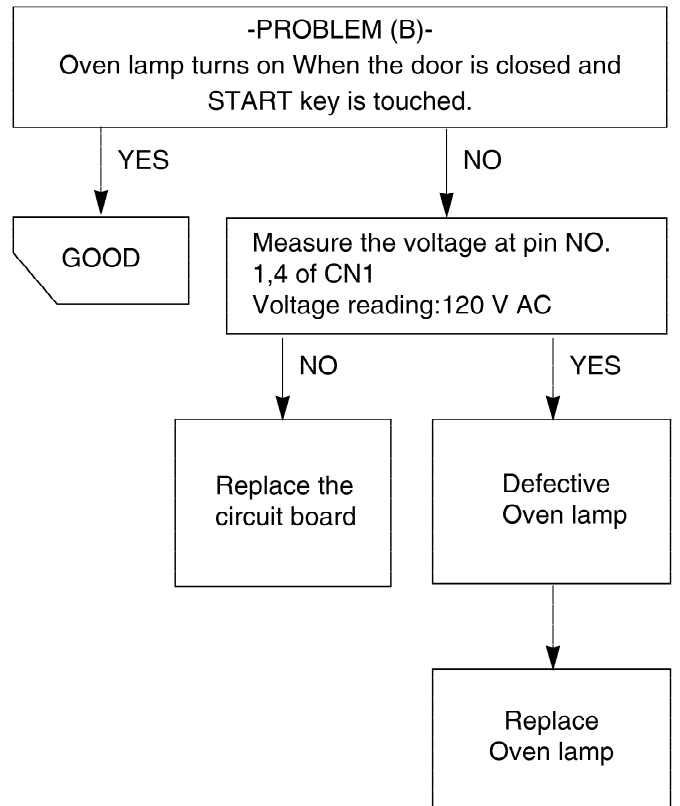 -PROBLEM (B)-
Oven lamp turns on When the door is closed and
START key is touched.
YES
NO
GOOD
Measure the voltage at pin NO.
1,4 of CN1
Voltage reading:120 V AC
NO
YES
Replace the
circuit board
Defective
Oven lamp
Replace
Oven lamp